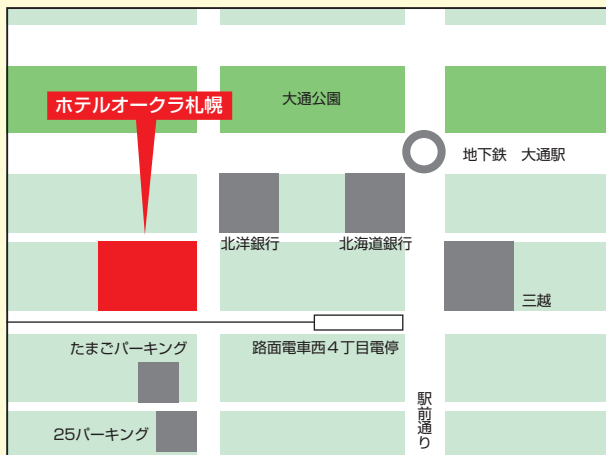 大通公園
ホテルオークラ札幌
地下鉄　大通駅
北洋銀行
北海道銀行
三越
たまごパーキング
路面電車西4丁目電停
駅前通り
25パーキング